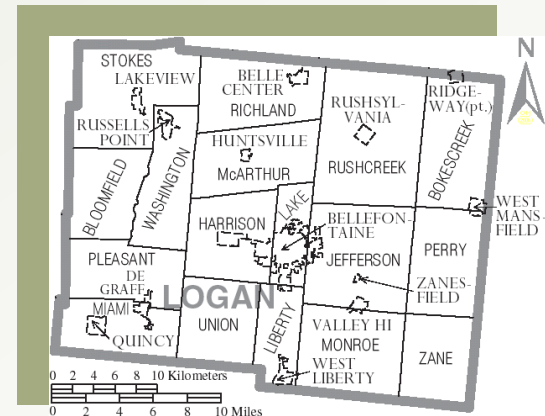 STOKES
LAKEVIEW
BELLE
CENTER
RICHLAND
RUSHSYL-
VANIA
RIDGE-
WAY(pt.)
N
RUSSELLS
POINT
HUNTSVILLE
McARTHUR
RUSHCREEK
BOKESCREEK
BLOOMFIELD
WASHINGTON
WEST
MANS-
FIELD
HARRISON
LAKE
BELLEFON-
TAINE
JEFFERSON
PERRY
PLEASANT
DE
GRAFF
ZANES-
FIELD
LOGAN
MIAMI
QUINCY
UNION
LIBERTY
VALLEY HI
MONROE
ZANE
WEST
LIBERTY
0 2 4 6 8 10 Kilometers
0 2 4 6 8 10 Miles